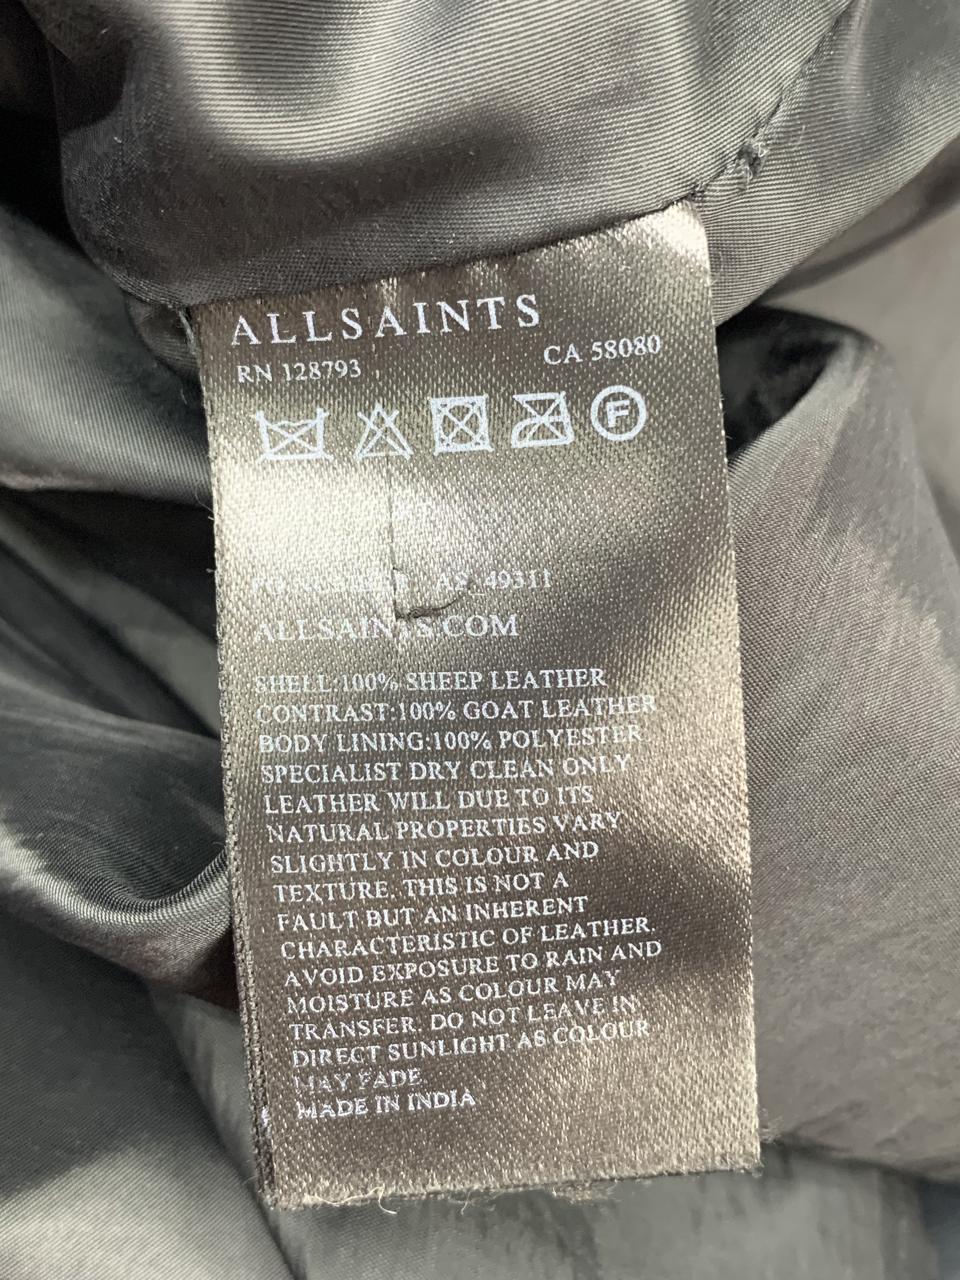 ALLSAINTS
RN 128793 CA 58080
F
AS_49311
ALLSAINTS.COM
SHELL:100% SHEEP LEATHER
CONTRAST:100% GOAT LEATHER
BODY LINING:100% POLYESTER
SPECIALIST DRY CLEAN ONLY
LEATHER WILL DUE TO ITS
NATURAL PROPERTIES VARY
SLIGHTLY IN COLOUR AND
TEXTURE. THIS IS NOT A
FAULT BUT AN INHERENT
CHARACTERISTIC OF LEATHER.
AVOID EXPOSURE TO RAIN AND
MOISTURE AS COLOUR MAY
TRANSFER. DO NOT LEAVE IN
DIRECT SUNLIGHT AS COLOUR
MAY FADE.
MADE IN INDIA